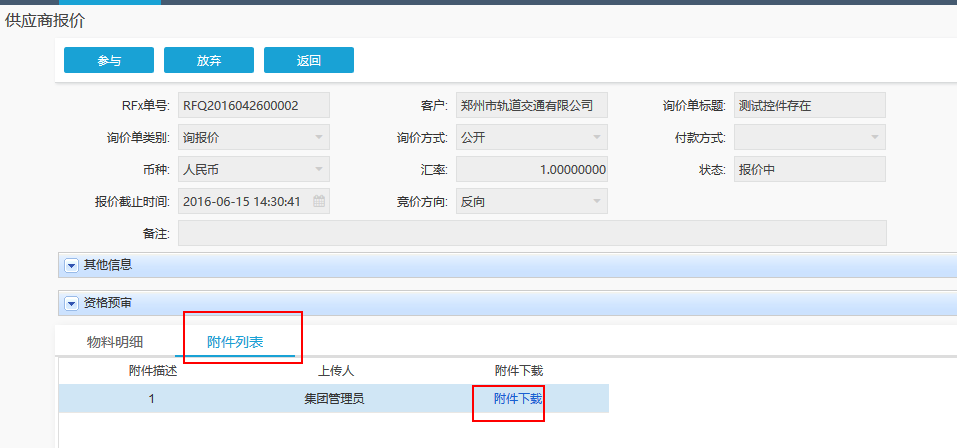 供应商报价
参与 放弃 返回
RFx单号: RFQ2016042600002 客户: 郑州市轨道交通有限公司 询价单标题: 测试控件存在
询价单类别: 询报价 询价方式: 公开 付款方式:
币种: 人民币 汇率: 1.00000000 状态: 报价中
报价截止时间: 2016-06-15 14:30:41 竞价方向: 反向
备注:
其他信息
资格预审
物料明细 附件列表
附件描述 上传人 附件下载
1 集团管理员 附件下载